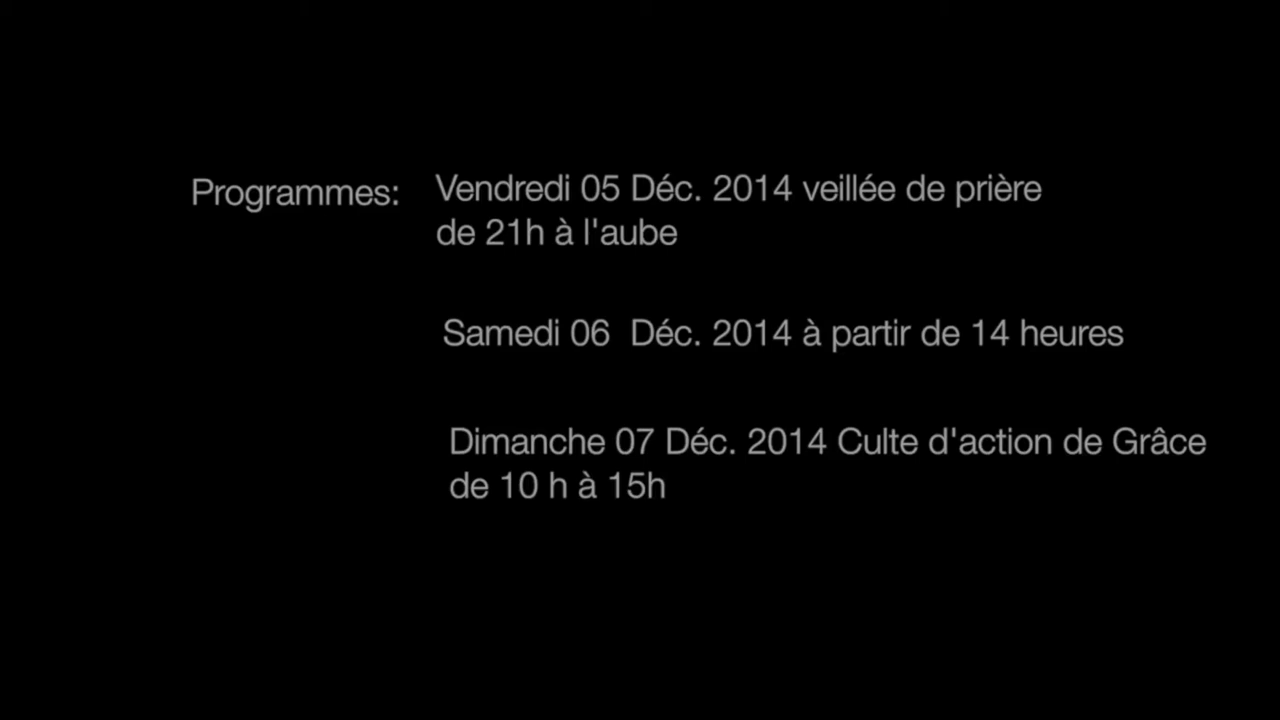 Programmes:
Vendredi 05 Déc. 2014 veillée de prière
de 21h à l'aube
Samedi 06  Déc. 2014 à partir de 14 heures
Dimanche 07 Déc. 2014 Culte d'action de Grâce
de 10 h à 15h